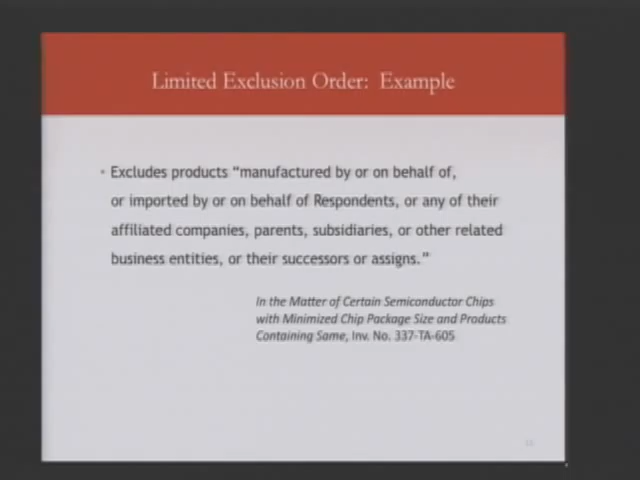 Limited Exclusion Order: Example
• Excludes products “manufactured by or on behalf of,
or imported by or on behalf of Respondents, or any of their
affiliated companies, parents, subsidiaries, or other related
business entities, or their successors or assigns.”
In the Matter of Certain Semiconductor Chips
with Minimized Chip Package Size and Products
Containing Same, Inv. No. 337-TA-605